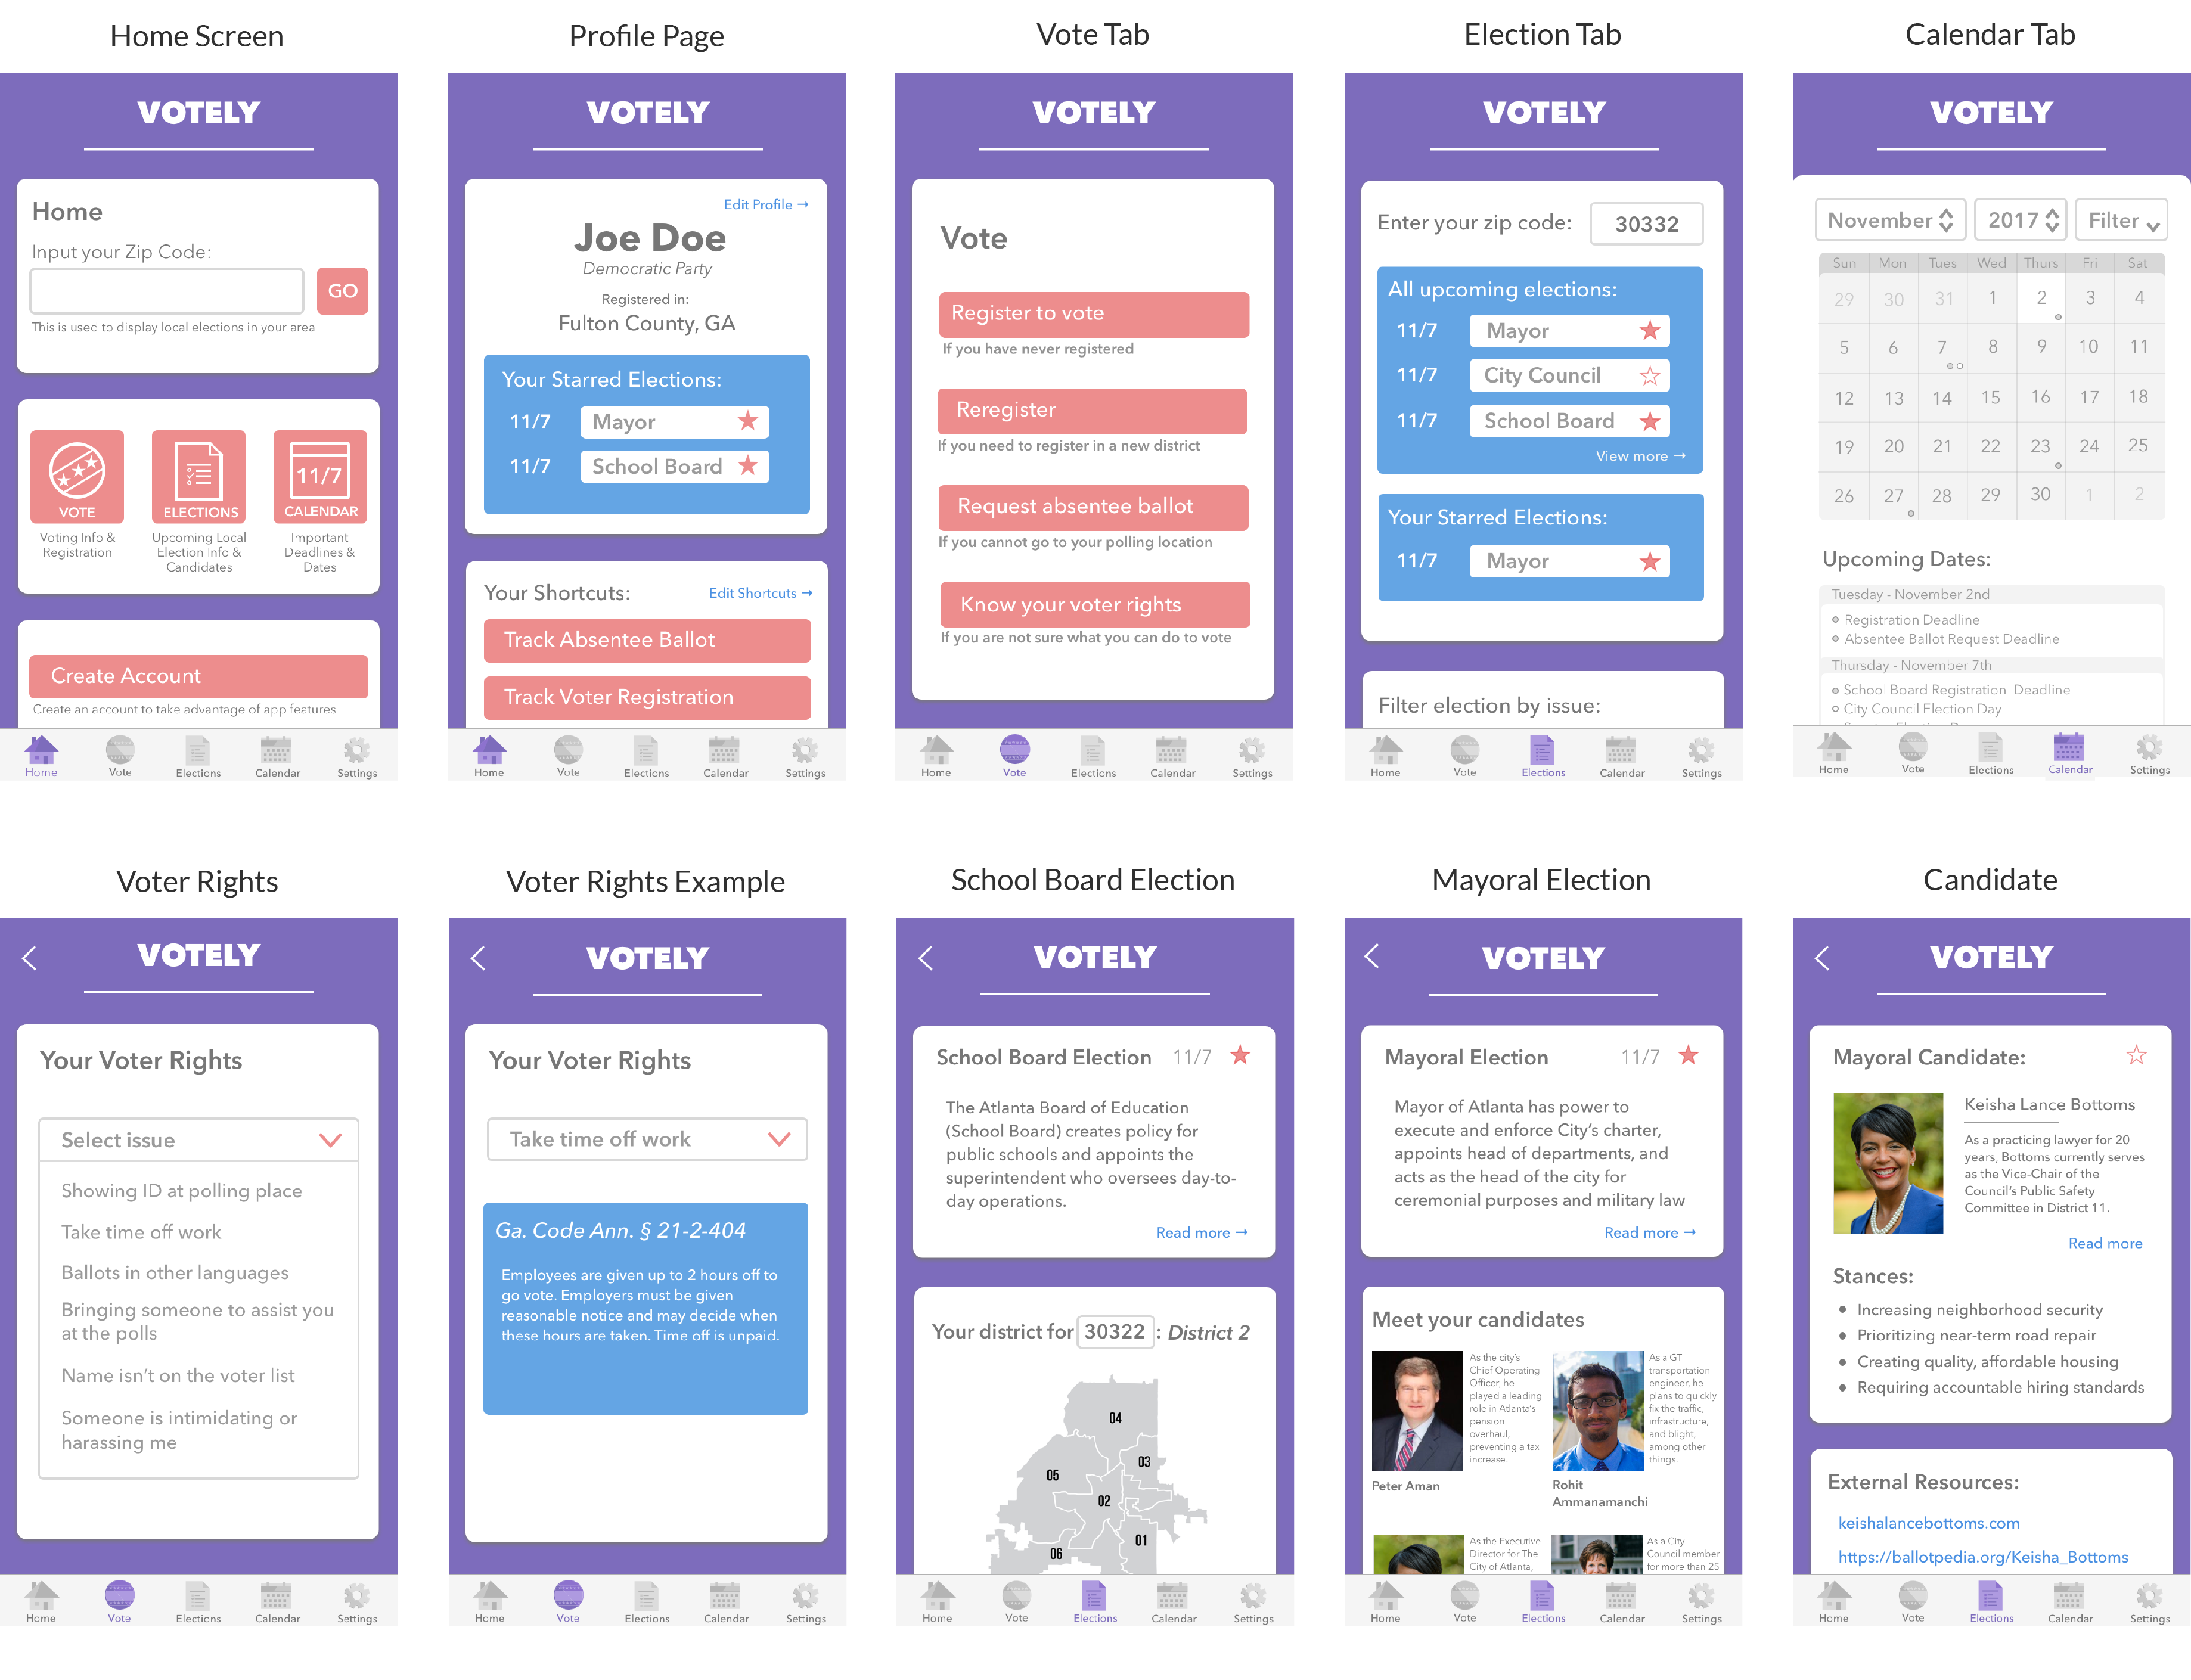 Home Screen
VOTELY
Home
Input your Zip Code:
GO
This is used to display local elections in your area
VOTE
ELECTIONS
11/7
CALENDAR
Voting Info &
Registration
Upcoming Local
Election Info &
Candidates
Important
Deadlines &
Dates
Create Account
Create an account to take advantage of app features
Home
Vote
Elections
Calendar
Settings
Profile Page
VOTELY
Edit Profile →
Joe Doe
Democratic Party
Registered in:
Fulton County, GA
Your Starred Elections:
11/7 Mayor
11/7 School Board
Your Shortcuts:
Edit Shortcuts →
Track Absentee Ballot
Track Voter Registration
Home
Vote
Elections
Calendar
Settings
Vote Tab
VOTELY
Vote
Register to vote
If you have never registered
Reregister
If you need to register in a new district
Request absentee ballot
If you cannot go to your polling location
Know your voter rights
If you are not sure what you can do to vote
Home
Vote
Elections
Calendar
Settings
Election Tab
VOTELY
Enter your zip code: 30332
All upcoming elections:
11/7 Mayor
11/7 City Council
11/7 School Board
View more →
Your Starred Elections:
11/7 Mayor
Filter election by issue:
Home
Vote
Elections
Calendar
Settings
Calendar Tab
VOTELY
November 2017 Filter
Sun Mon Tues Wed Thurs Fri Sat
29 30 31 1 2 3 4
5 6 7 8 9 10 11
12 13 14 15 16 17 18
19 20 21 22 23 24 25
26 27 28 29 30 1 2
Upcoming Dates:
Tuesday - November 2nd
Registration Deadline
Absentee Ballot Request Deadline
Thursday - November 7th
School Board Registration Deadline
City Council Election Day
Home
Vote
Elections
Calendar
Settings
Voter Rights
VOTELY
Your Voter Rights
Select issue
Showing ID at polling place
Take time off work
Ballots in other languages
Bringing someone to assist you
at the polls
Name isn't on the voter list
Someone is intimidating or
harassing me
Home
Vote
Elections
Calendar
Settings
Voter Rights Example
VOTELY
Your Voter Rights
Take time off work
Ga. Code Ann. § 21-2-404
Employees are given up to 2 hours off to
go vote. Employers must be given
reasonable notice and may decide when
these hours are taken. Time off is unpaid.
Home
Vote
Elections
Calendar
Settings
School Board Election
VOTELY
School Board Election 11/7
The Atlanta Board of Education
(School Board) creates policy for
public schools and appoints the
superintendent who oversees day-to-
day operations.
Read more →
Your district for 30322 : District 2
04
03
05
02
01
06
Home
Vote
Elections
Calendar
Settings
Mayoral Election
VOTELY
Mayoral Election 11/7
Mayor of Atlanta has power to
execute and enforce City's charter,
appoints head of departments, and
acts as the head of the city for
ceremonial purposes and military law
Read more →
Meet your candidates
As the city's
Chief Operating
Officer, he
played a leading
role in Atlanta's
pension
overhaul,
preventing a tax
increase.
Peter Aman
As a GT
transportation
engineer, he
plans to quickly
fix the traffic,
infrastructure,
and blight,
among other
things.
Rohit
Ammanamanchi
As the Executive
Director for The
City of Atlanta,
As a City
Council member
for more than 25
Home
Vote
Elections
Calendar
Settings
Candidate
VOTELY
Mayoral Candidate:
Keisha Lance Bottoms
As a practicing lawyer for 20
years, Bottoms currently serves
as the Vice-Chair of the
Council's Public Safety
Committee in District 11.
Read more
Stances:
Increasing neighborhood security
Prioritizing near-term road repair
Creating quality, affordable housing
Requiring accountable hiring standards
External Resources:
keishalancebottoms.com
https://ballotpedia.org/Keisha_Bottoms
Home
Vote
Elections
Calendar
Settings